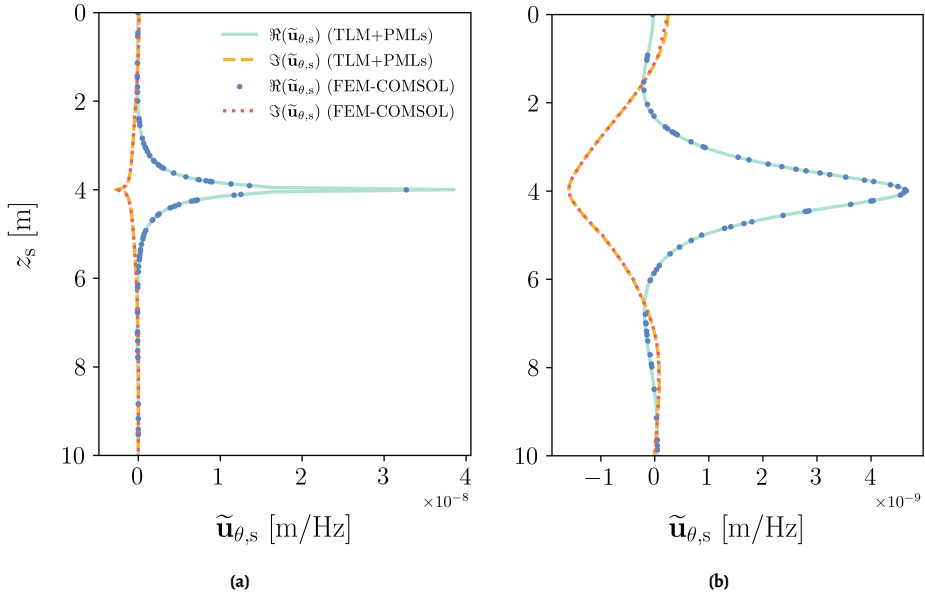 0
2
4
6
8
10
z_s [m]
ℜ(ũ_θ,s) (TLM+PMLs)
ℑ(ũ_θ,s) (TLM+PMLs)
ℜ(ũ_θ,s) (FEM-COMSOL)
ℑ(ũ_θ,s) (FEM-COMSOL)
0 1 2 3 4
×10⁻⁸
ũ_θ,s [m/Hz]
(a)
0
2
4
6
8
10
−1 0 1 2 3 4
×10⁻⁹
ũ_θ,s [m/Hz]
(b)